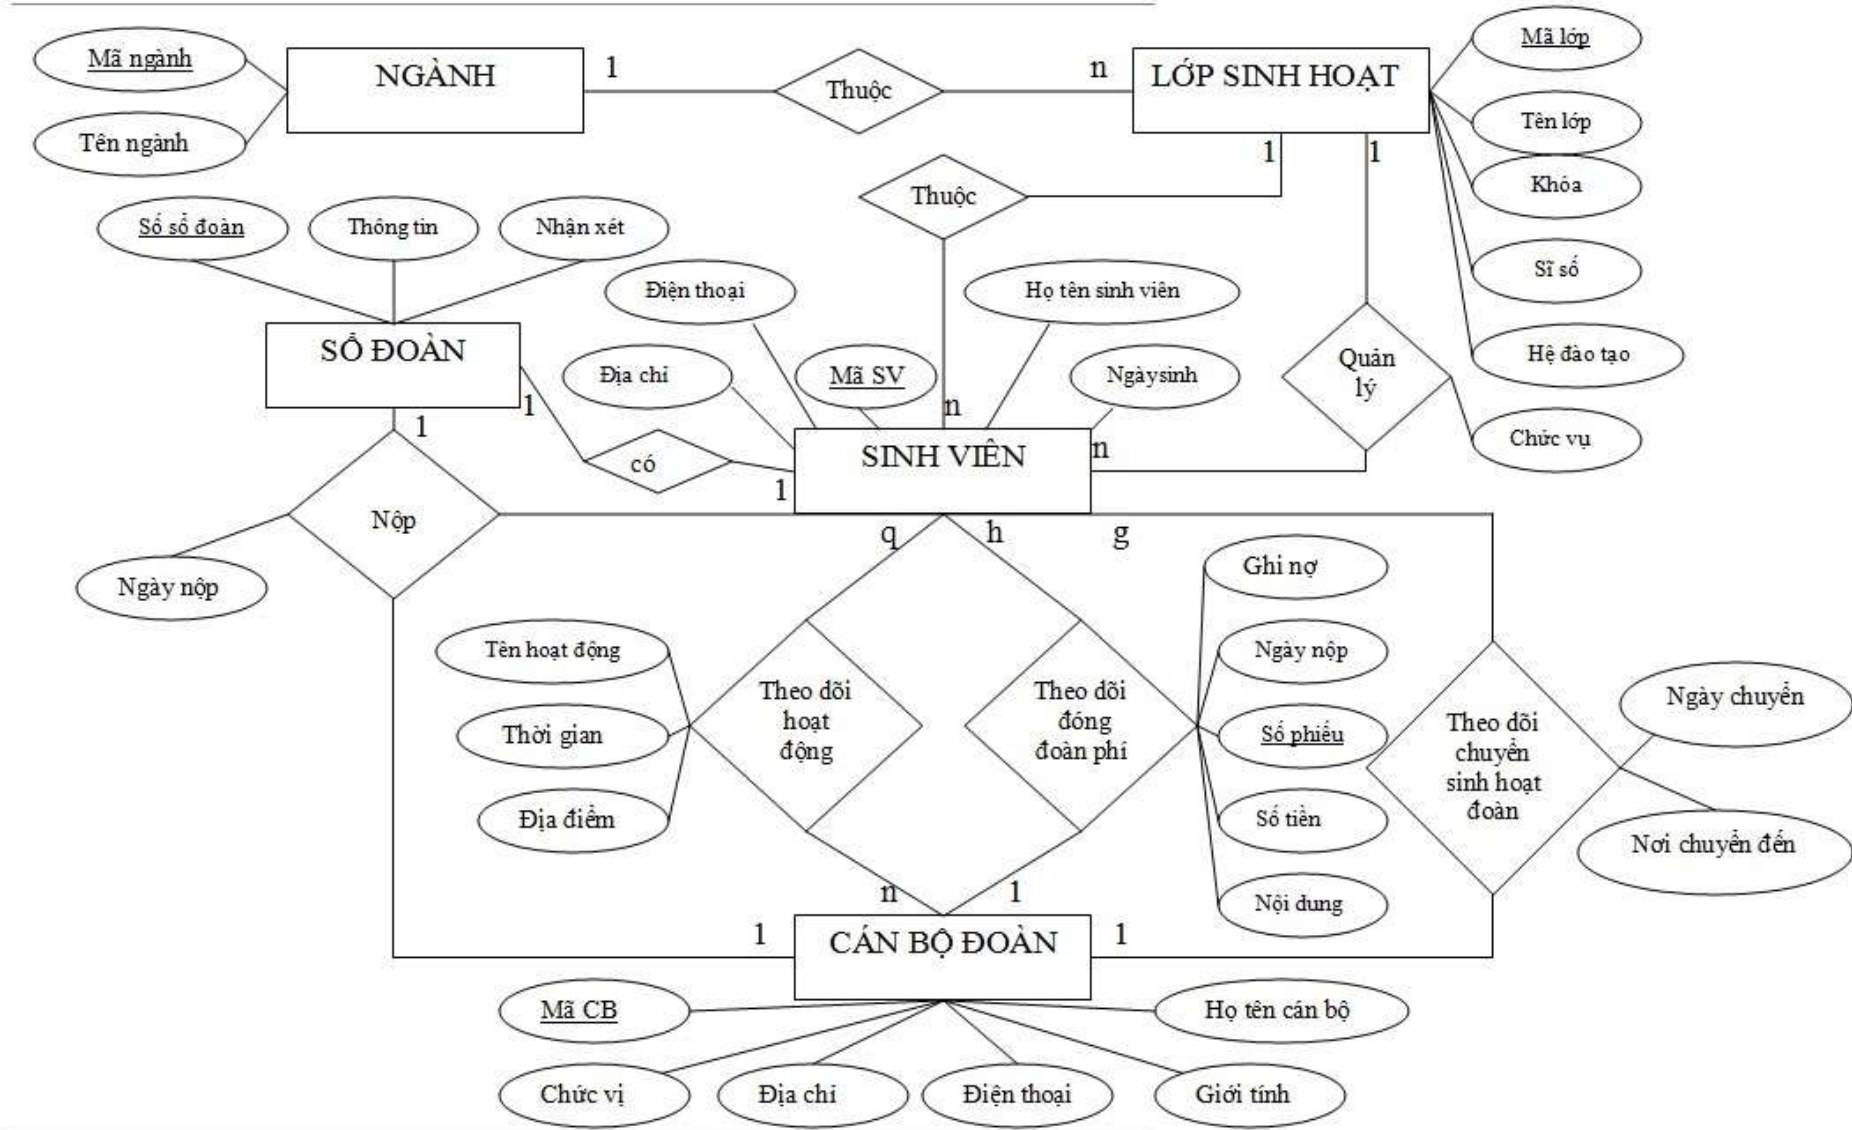 Mã ngành
NGÀNH
1
Thuộc
n
LỚP SINH HOẠT
Mã lớp
Tên ngành
Tên lớp
1
1
Khóa
Thuộc
Số sổ đoàn
Thông tin
Nhận xét
Sĩ số
Điện thoại
Họ tên sinh viên
SỔ ĐOÀN
Quản
lý
Hệ đào tạo
Địa chỉ
Mã SV
Ngày sinh
1
1
n
Chức vụ
có
SINH VIÊN
n
1
Nộp
q
h
g
Ngày nộp
Ghi nợ
Tên hoạt động
Ngày nộp
Theo dõi
hoạt
động
Theo dõi
đóng
đoàn phí
Thời gian
Số phiếu
Theo dõi
chuyển
sinh hoạt
đoàn
Ngày chuyển
Địa điểm
Số tiền
Nơi chuyển đến
n
1
Nội dung
1
CÁN BỘ ĐOÀN
1
Mã CB
Họ tên cán bộ
Chức vị
Địa chỉ
Điện thoại
Giới tính